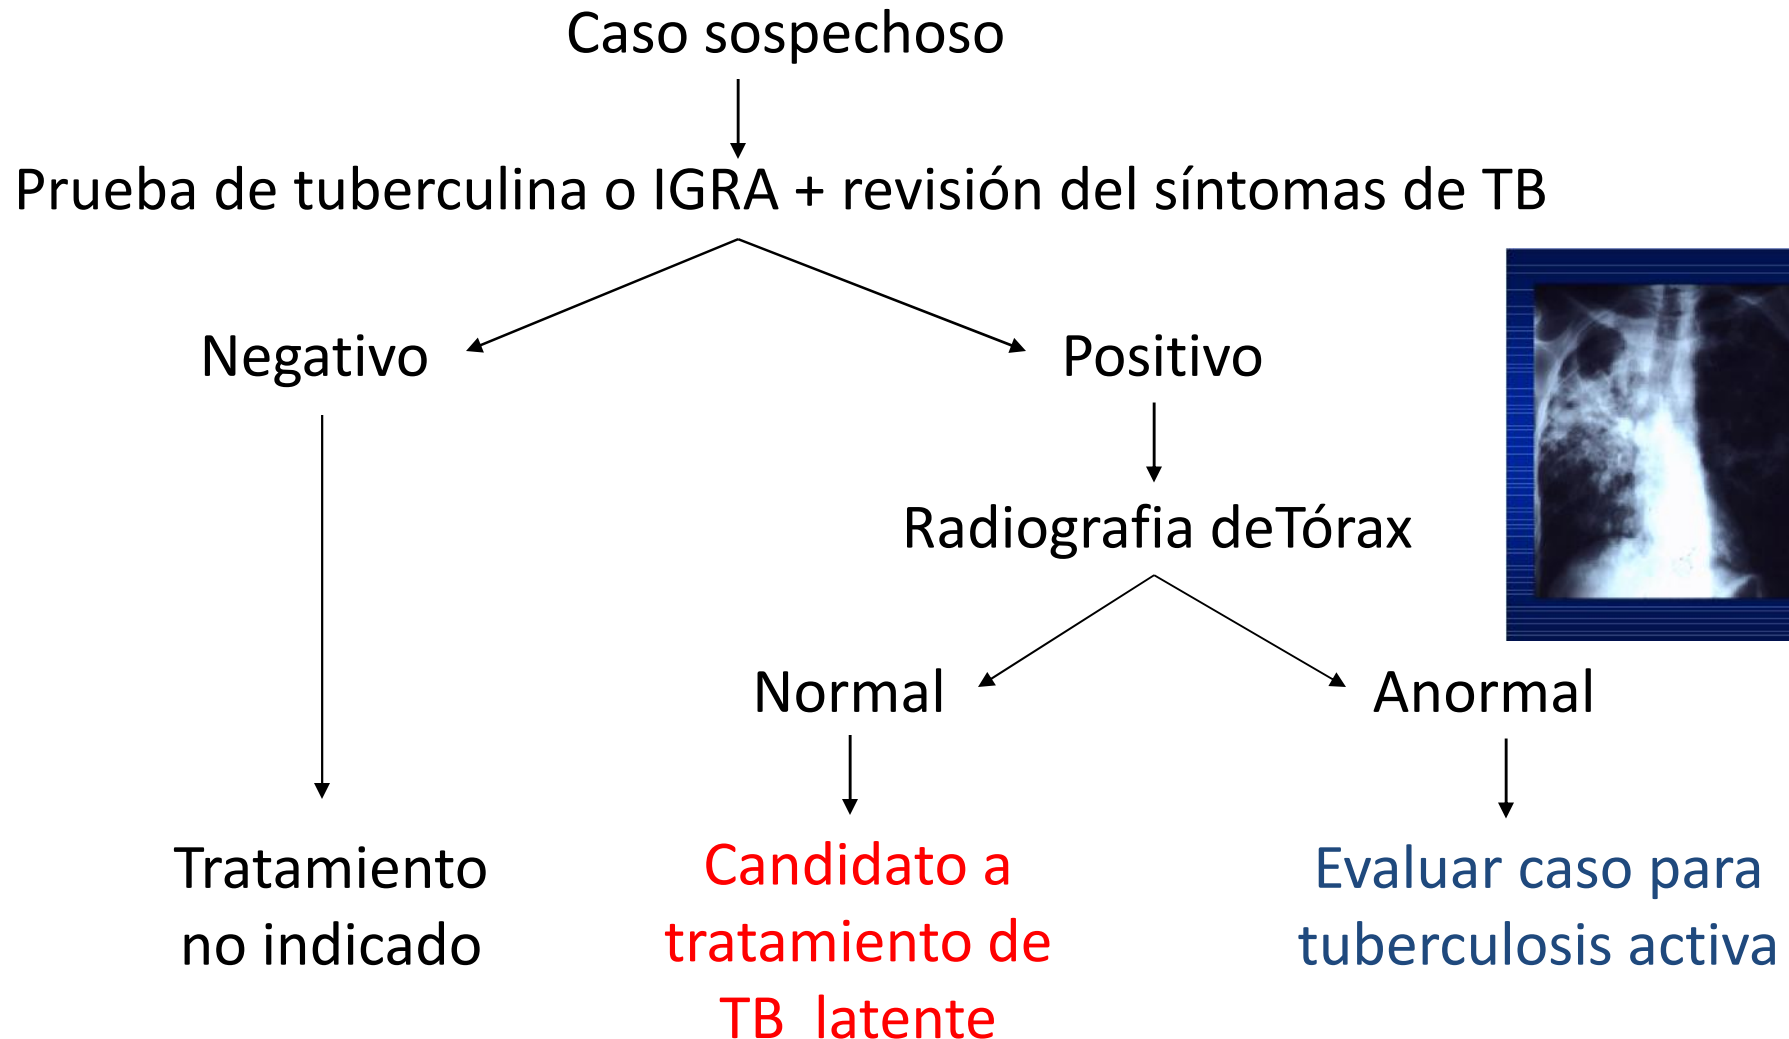 Caso sospechoso
Prueba de tuberculina o IGRA + revisión del síntomas de TB
Negativo
Positivo
Radiografia deTórax
Normal
Anormal
Tratamiento
no indicado
Candidato a
tratamiento de
TB  latente
Evaluar caso para
tuberculosis activa